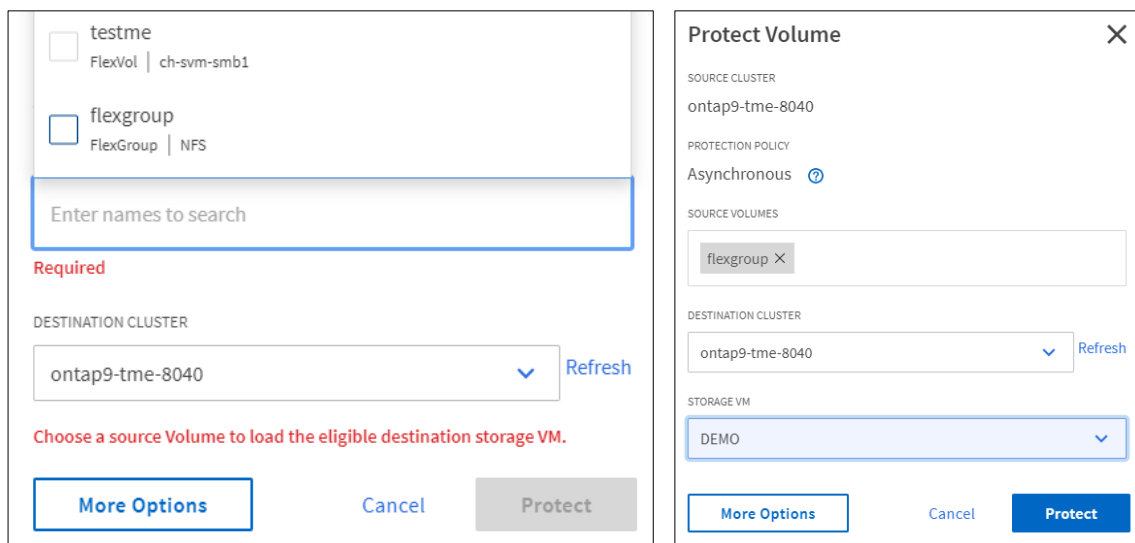 testme
FlexVol | ch-svm-smb1
flexgroup
FlexGroup | NFS
Enter names to search
Required
DESTINATION CLUSTER
ontap9-tme-8040
Refresh
Choose a source Volume to load the eligible destination storage VM.
More Options
Cancel
Protect
Protect Volume
SOURCE CLUSTER
ontap9-tme-8040
PROTECTION POLICY
Asynchronous
SOURCE VOLUMES
flexgroup
DESTINATION CLUSTER
ontap9-tme-8040
Refresh
STORAGE VM
DEMO
More Options
Cancel
Protect